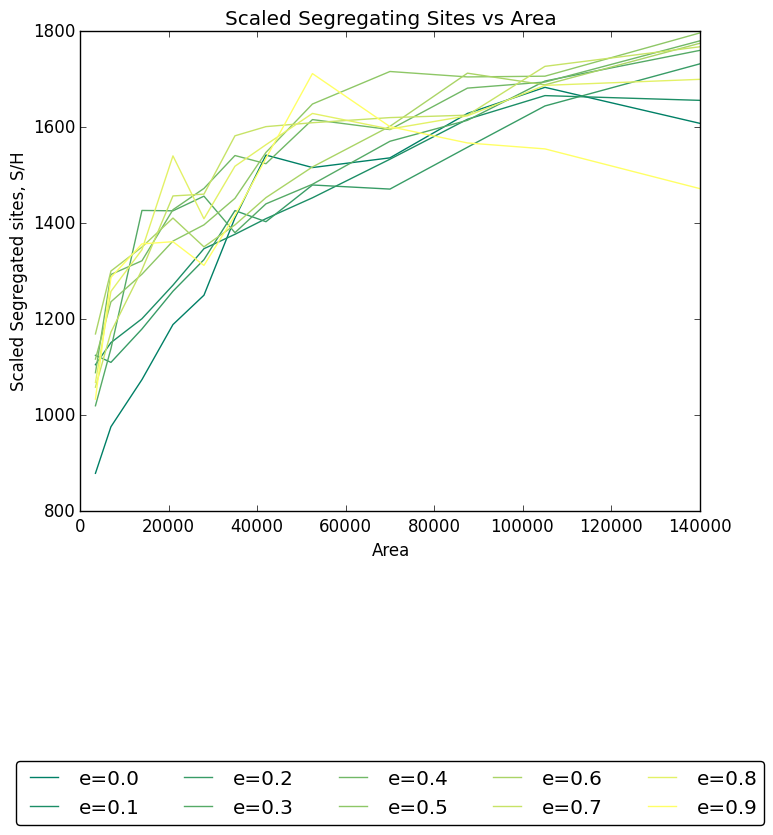 Scaled Segregating Sites vs Area
Scaled Segregated sites, S/H
1800
1600
1400
1200
1000
800
0 20000 40000 60000 80000 100000 120000 140000
Area
e=0.0 e=0.2 e=0.4 e=0.6 e=0.8
e=0.1 e=0.3 e=0.5 e=0.7 e=0.9